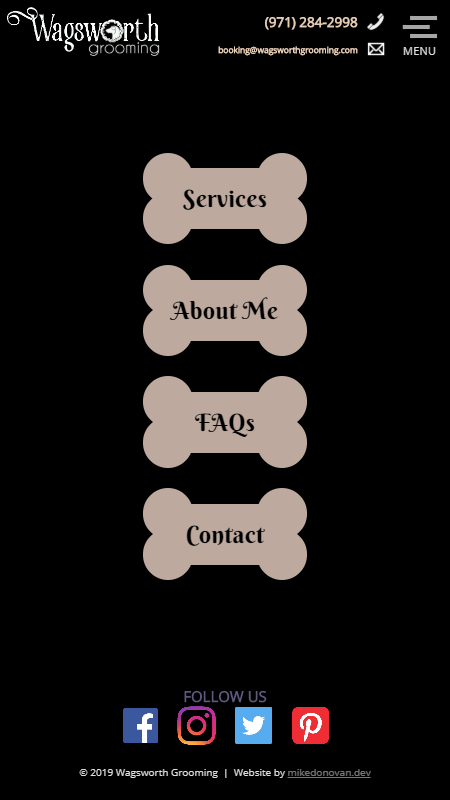 Wagsworth
grooming
(971) 284-2998
booking@wagsworthgrooming.com
MENU
Services
About Me
FAQs
Contact
FOLLOW US
© 2019 Wagsworth Grooming | Website by mikedonovan.dev